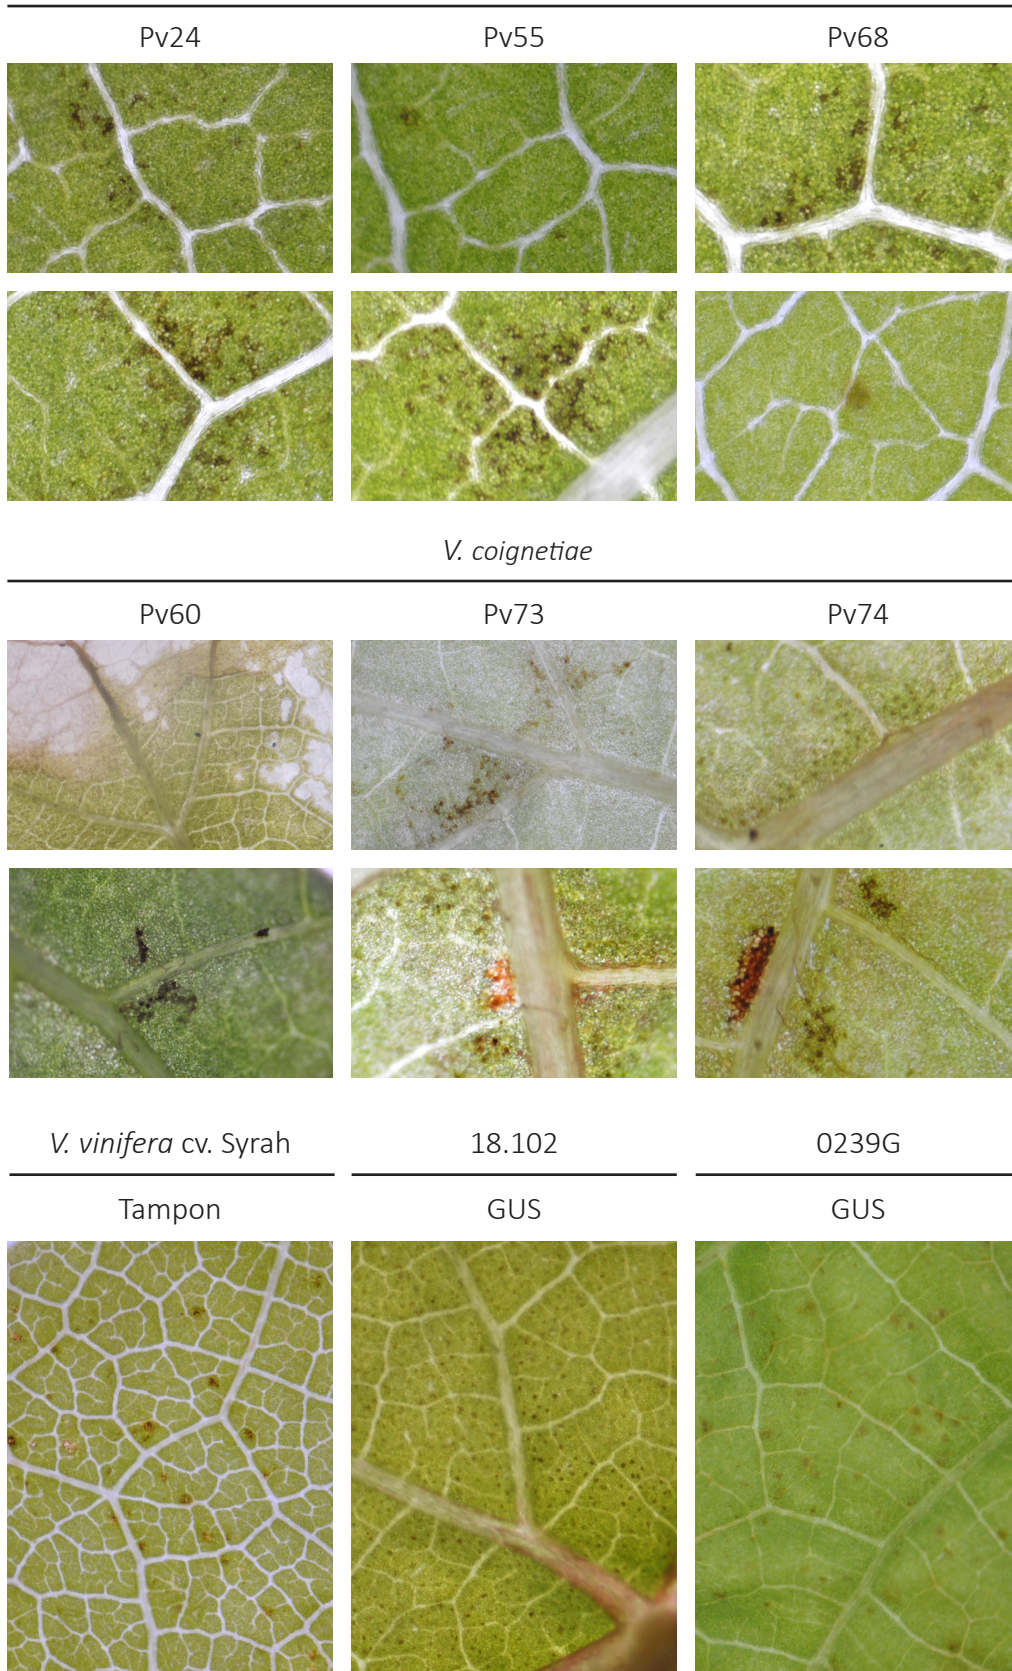 Pv24 Pv55 Pv68
V. coignetiae
Pv60 Pv73 Pv74
V. vinifera cv. Syrah 18.102 0239G
Tampon GUS GUS